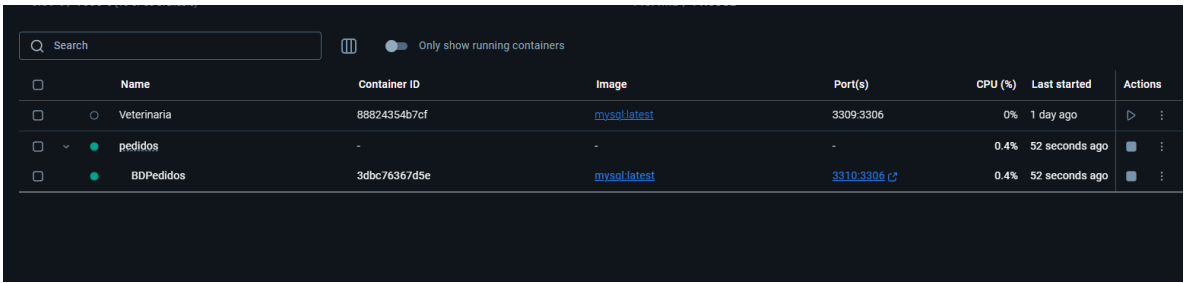 Search Only show running containers
Name Container ID Image Port(s) CPU (%) Last started Actions
Veterinaria 88824354b7cf mysql:latest 3309:3306 0% 1 day ago
pedidos - - - 0.4% 52 seconds ago
BDPedidos 3dbc76367d5e mysql:latest 3310:3306 0.4% 52 seconds ago